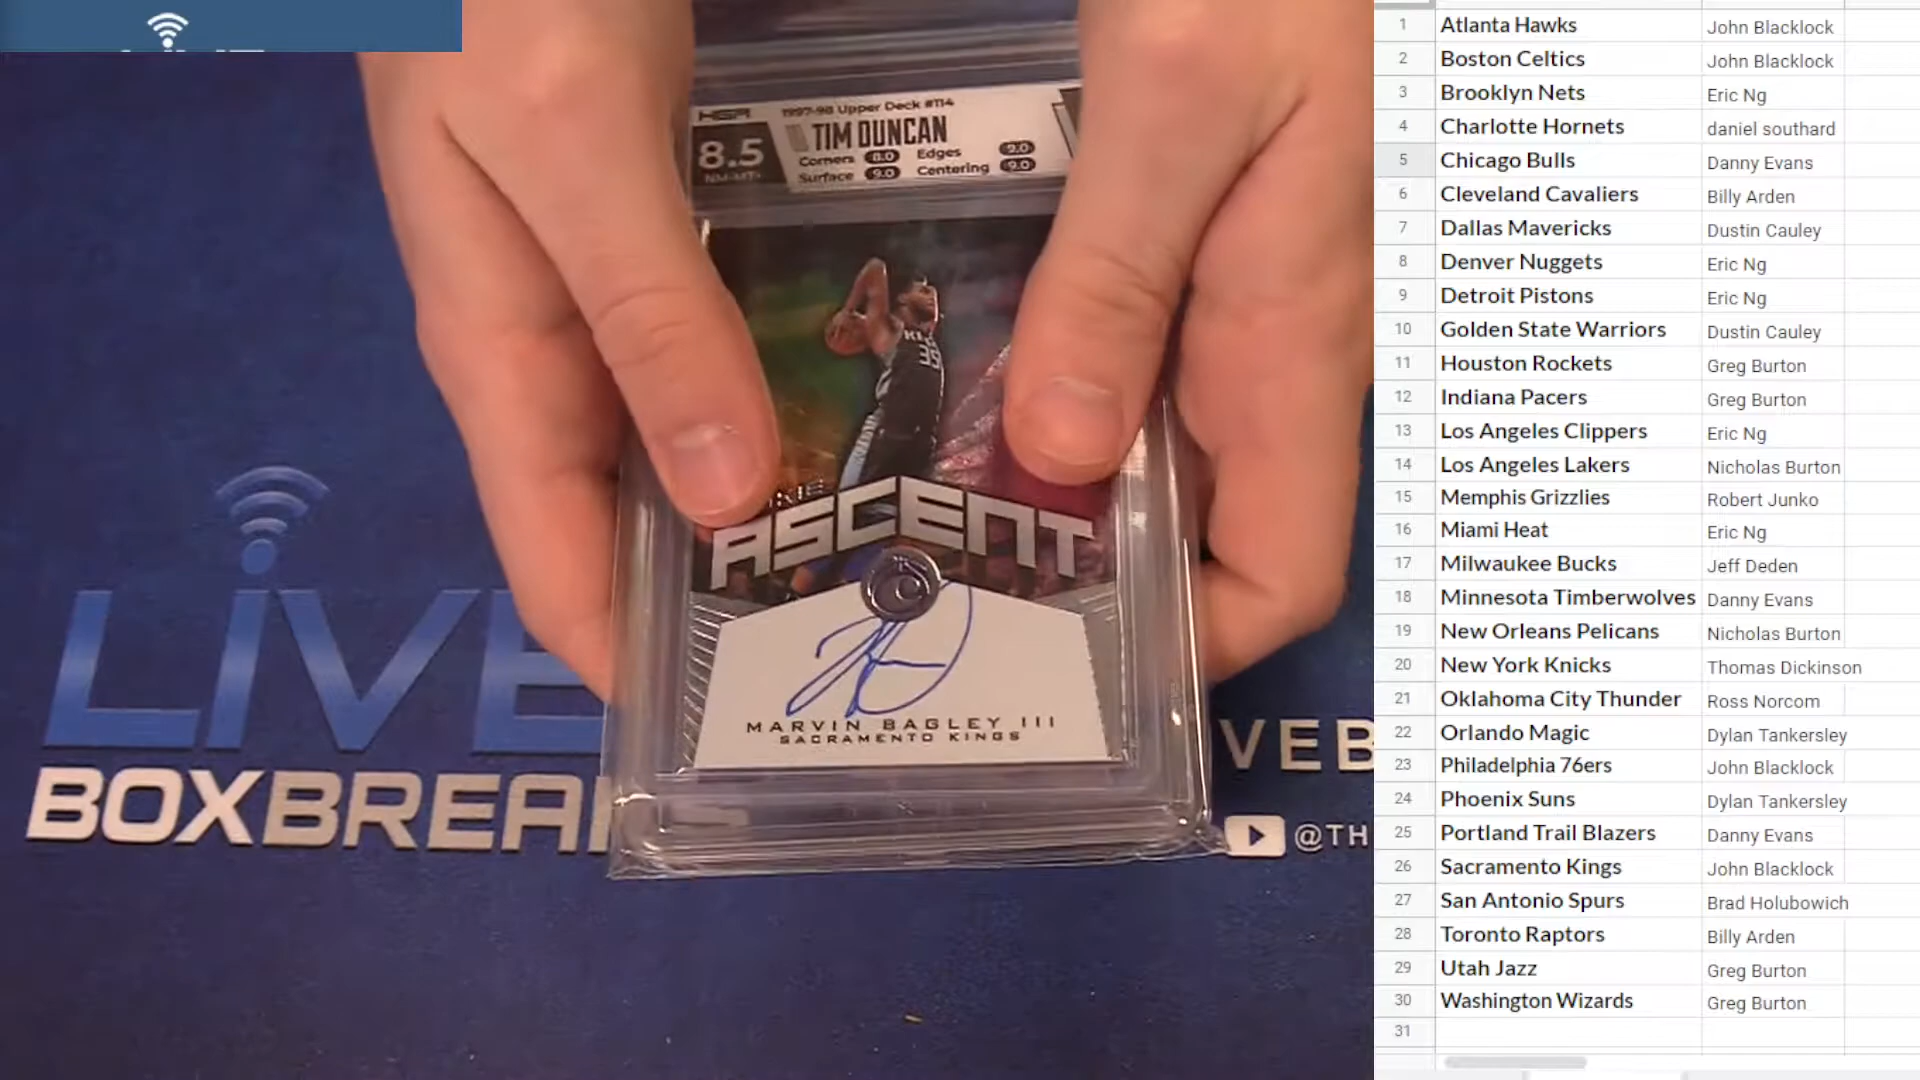 HGA 1997-98 Upper Deck #114
8.5 TIM DUNCAN
NM-MT+ Corners 8.0 Edges 9.0
Surface 9.0 Centering 9.0
ASCENT
MARVIN BAGLEY III
SACRAMENTO KINGS
LIVE
BOXBREA
VEB
@TH
1 Atlanta Hawks John Blacklock
2 Boston Celtics John Blacklock
3 Brooklyn Nets Eric Ng
4 Charlotte Hornets daniel southard
5 Chicago Bulls Danny Evans
6 Cleveland Cavaliers Billy Arden
7 Dallas Mavericks Dustin Cauley
8 Denver Nuggets Eric Ng
9 Detroit Pistons Eric Ng
10 Golden State Warriors Dustin Cauley
11 Houston Rockets Greg Burton
12 Indiana Pacers Greg Burton
13 Los Angeles Clippers Eric Ng
14 Los Angeles Lakers Nicholas Burton
15 Memphis Grizzlies Robert Junko
16 Miami Heat Eric Ng
17 Milwaukee Bucks Jeff Deden
18 Minnesota Timberwolves Danny Evans
19 New Orleans Pelicans Nicholas Burton
20 New York Knicks Thomas Dickinson
21 Oklahoma City Thunder Ross Norcom
22 Orlando Magic Dylan Tankersley
23 Philadelphia 76ers John Blacklock
24 Phoenix Suns Dylan Tankersley
25 Portland Trail Blazers Danny Evans
26 Sacramento Kings John Blacklock
27 San Antonio Spurs Brad Holubowich
28 Toronto Raptors Billy Arden
29 Utah Jazz Greg Burton
30 Washington Wizards Greg Burton
31